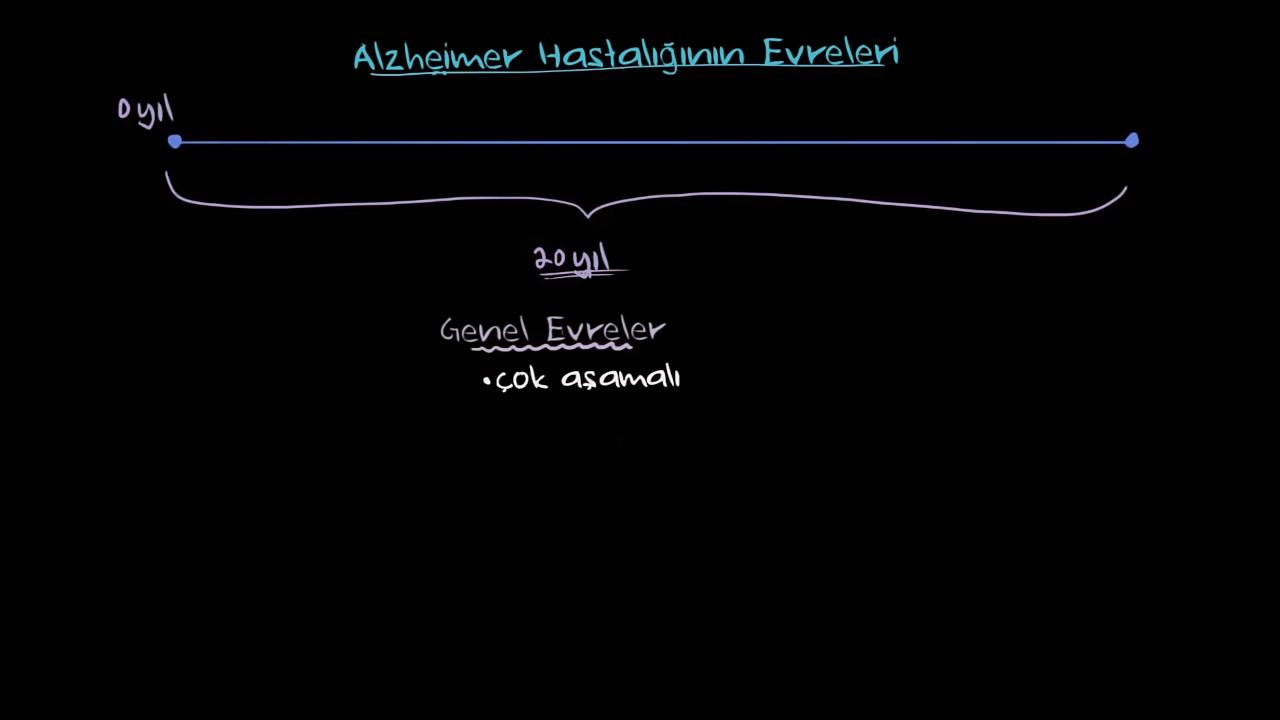 Alzheimer Hastalığının Evreleri
0 yıl
20 yıl
Genel Evreler
•çok aşamalı